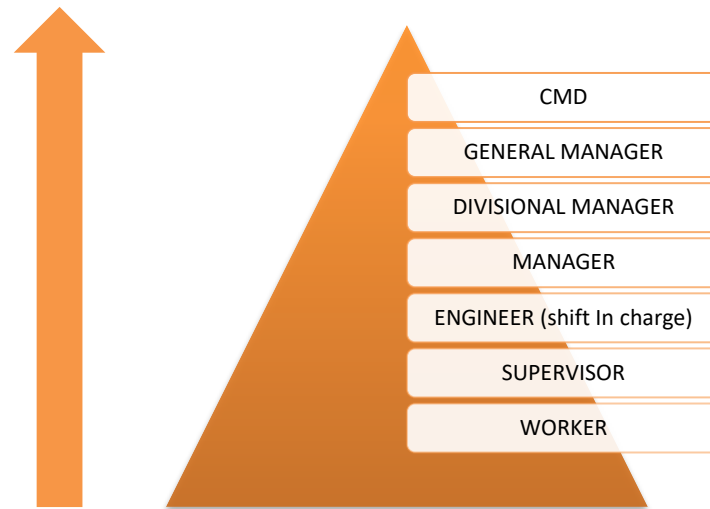 CMD
GENERAL MANAGER
DIVISIONAL MANAGER
MANAGER
ENGINEER (shift In charge)
SUPERVISOR
WORKER